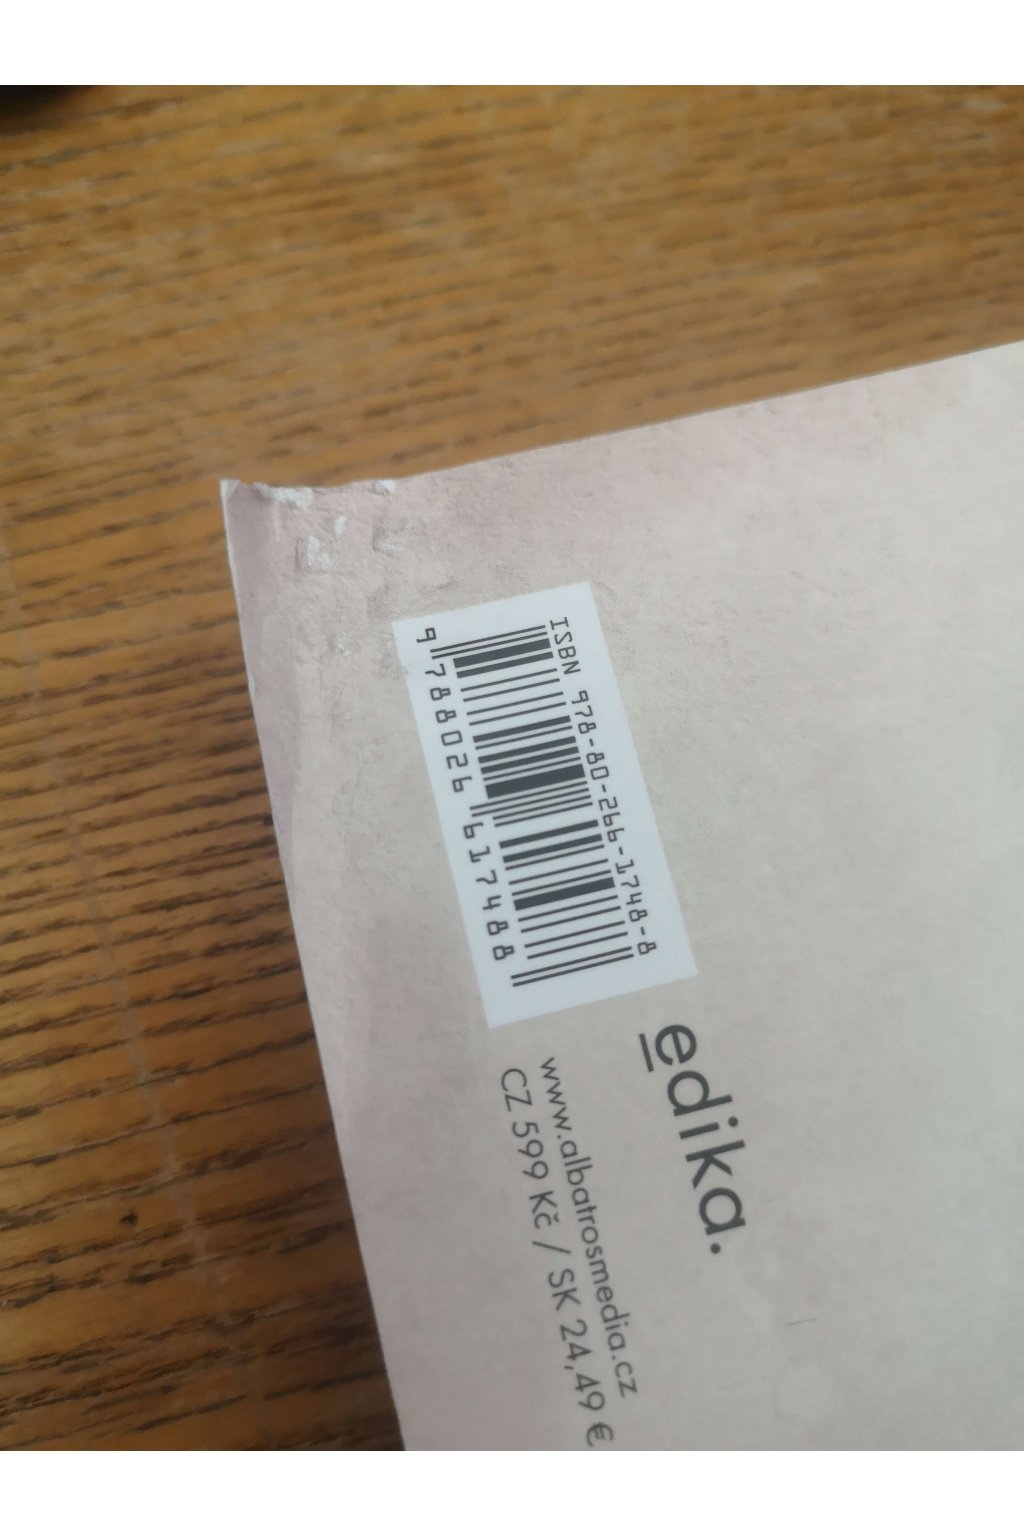 ISBN 978-80-266-1748-8
9 788026 617488
edika.
www.albatrosmedia.cz
CZ 599 Kč / SK 24,49 €